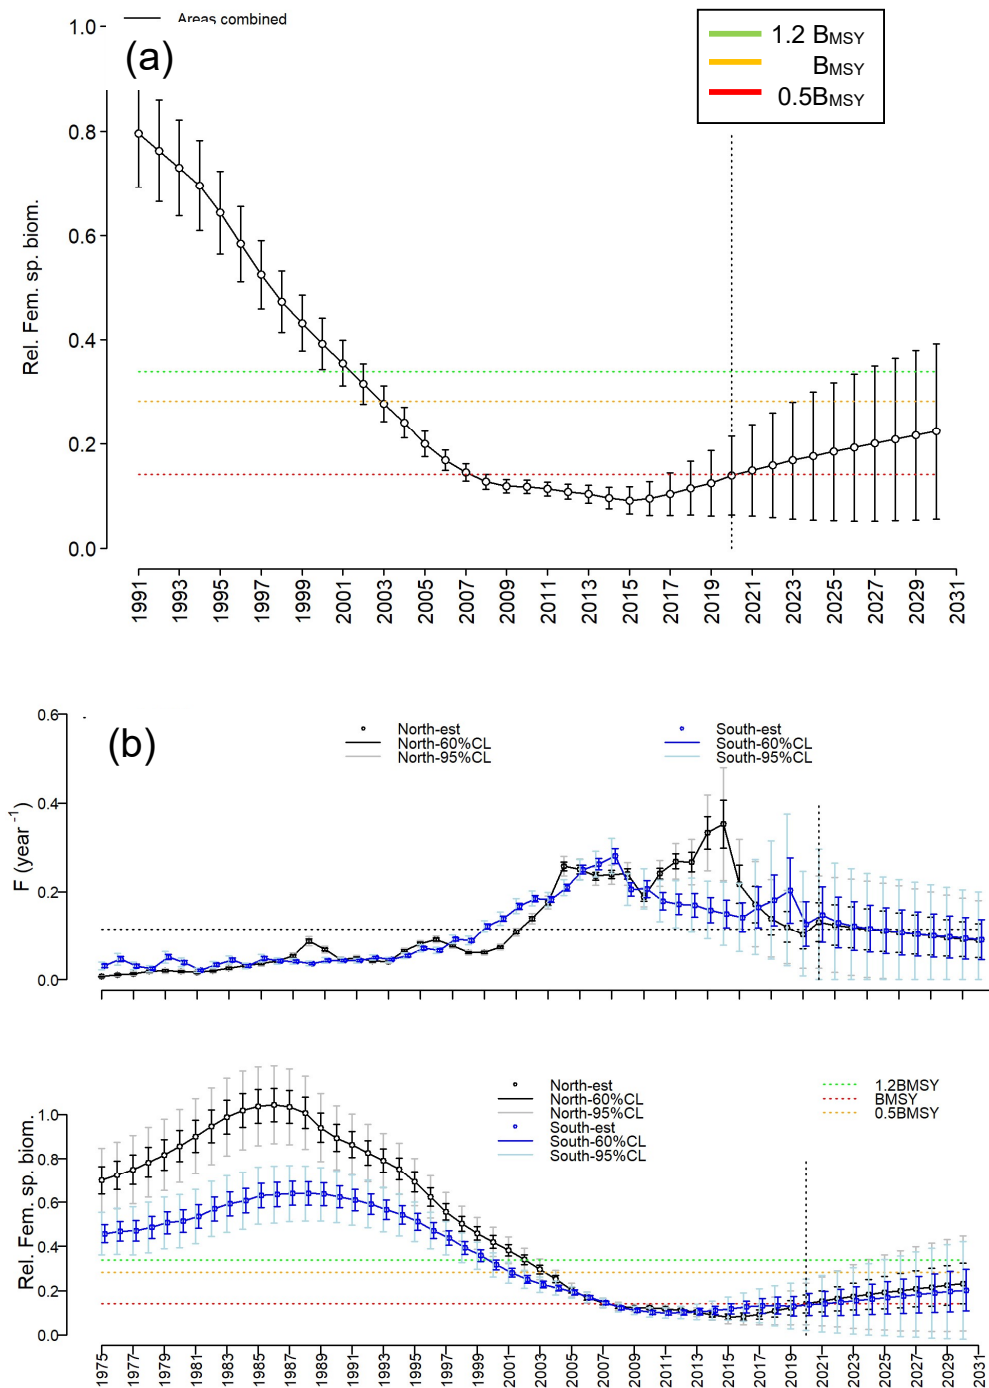 Areas combined
(a)
1.2 BMSY
BMSY
0.5BMSY
Rel. Fem. sp. biom.
1.0
0.8
0.6
0.4
0.2
0.0
1991 1993 1995 1997 1999 2001 2003 2005 2007 2009 2011 2013 2015 2017 2019 2021 2023 2025 2027 2029 2031
(b)
North-est
North-60%CL
North-95%CL
South-est
South-60%CL
South-95%CL
F (year -1)
0.6
0.4
0.2
0.0
North-est
North-60%CL
North-95%CL
South-est
South-60%CL
South-95%CL
1.2BMSY
BMSY
0.5BMSY
Rel. Fem. sp. biom.
1.0
0.8
0.6
0.4
0.2
0.0
1975 1977 1979 1981 1983 1985 1987 1989 1991 1993 1995 1997 1999 2001 2003 2005 2007 2009 2011 2013 2015 2017 2019 2021 2023 2025 2027 2029 2031